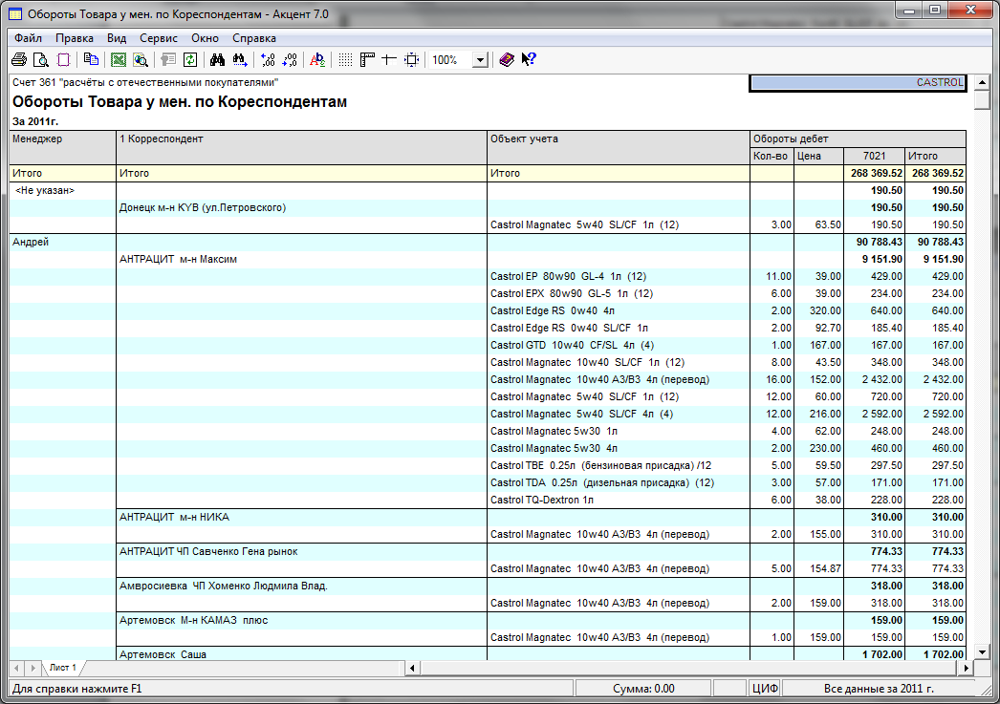 Обороты Товара у мен. по Кореспондентам - Акцент 7.0
Файл Правка Вид Сервис Окно Справка
100%
Счет 361 "расчёты с отечественными покупателями" CASTROL
Обороты Товара у мен. по Кореспондентам
За 2011г.
Менеджер 1 Корреспондент Объект учета Обороты дебет
Кол-во Цена 7021 Итого
Итого Итого Итого 268 369.52 268 369.52
<Не указан> 190.50 190.50
Донецк м-н KYB (ул.Петровского) 190.50 190.50
Castrol Magnatec 5w40 SL/CF 1л (12) 3.00 63.50 190.50 190.50
Андрей 90 788.43 90 788.43
АНТРАЦИТ м-н Максим 9 151.90 9 151.90
Castrol EP 80w90 GL-4 1л (12) 11.00 39.00 429.00 429.00
Castrol EPX 80w90 GL-5 1л (12) 6.00 39.00 234.00 234.00
Castrol Edge RS 0w40 4л 2.00 320.00 640.00 640.00
Castrol Edge RS 0w40 SL/CF 1л 2.00 92.70 185.40 185.40
Castrol GTD 10w40 CF/SL 4л (4) 1.00 167.00 167.00 167.00
Castrol Magnatec 10w40 SL/CF 1л (12) 8.00 43.50 348.00 348.00
Castrol Magnatec 10w40 A3/B3 4л (перевод) 16.00 152.00 2 432.00 2 432.00
Castrol Magnatec 5w40 SL/CF 1л (12) 12.00 60.00 720.00 720.00
Castrol Magnatec 5w40 SL/CF 4л (4) 12.00 216.00 2 592.00 2 592.00
Castrol Magnatec 5w30 1л 4.00 62.00 248.00 248.00
Castrol Magnatec 5w30 4л 2.00 230.00 460.00 460.00
Castrol TBE 0.25л (бензиновая присадка) /12 5.00 59.50 297.50 297.50
Castrol TDA 0.25л (дизельная присадка) (12) 3.00 57.00 171.00 171.00
Castrol TQ-Dextron 1л 6.00 38.00 228.00 228.00
АНТРАЦИТ м-н НИКА 310.00 310.00
Castrol Magnatec 10w40 A3/B3 4л (перевод) 2.00 155.00 310.00 310.00
АНТРАЦИТ ЧП Савченко Гена рынок 774.33 774.33
Castrol Magnatec 10w40 A3/B3 4л (перевод) 5.00 154.87 774.33 774.33
Амвросиевка ЧП Хоменко Людмила Влад. 318.00 318.00
Castrol Magnatec 10w40 A3/B3 4л (перевод) 2.00 159.00 318.00 318.00
Артемовск М-н КАМАЗ плюс 159.00 159.00
Castrol Magnatec 10w40 A3/B3 4л (перевод) 1.00 159.00 159.00 159.00
Артемовск Саша 1 702.00 1 702.00
Лист 1
Для справки нажмите F1 Сумма: 0.00 ЦИФ Все данные за 2011 г.